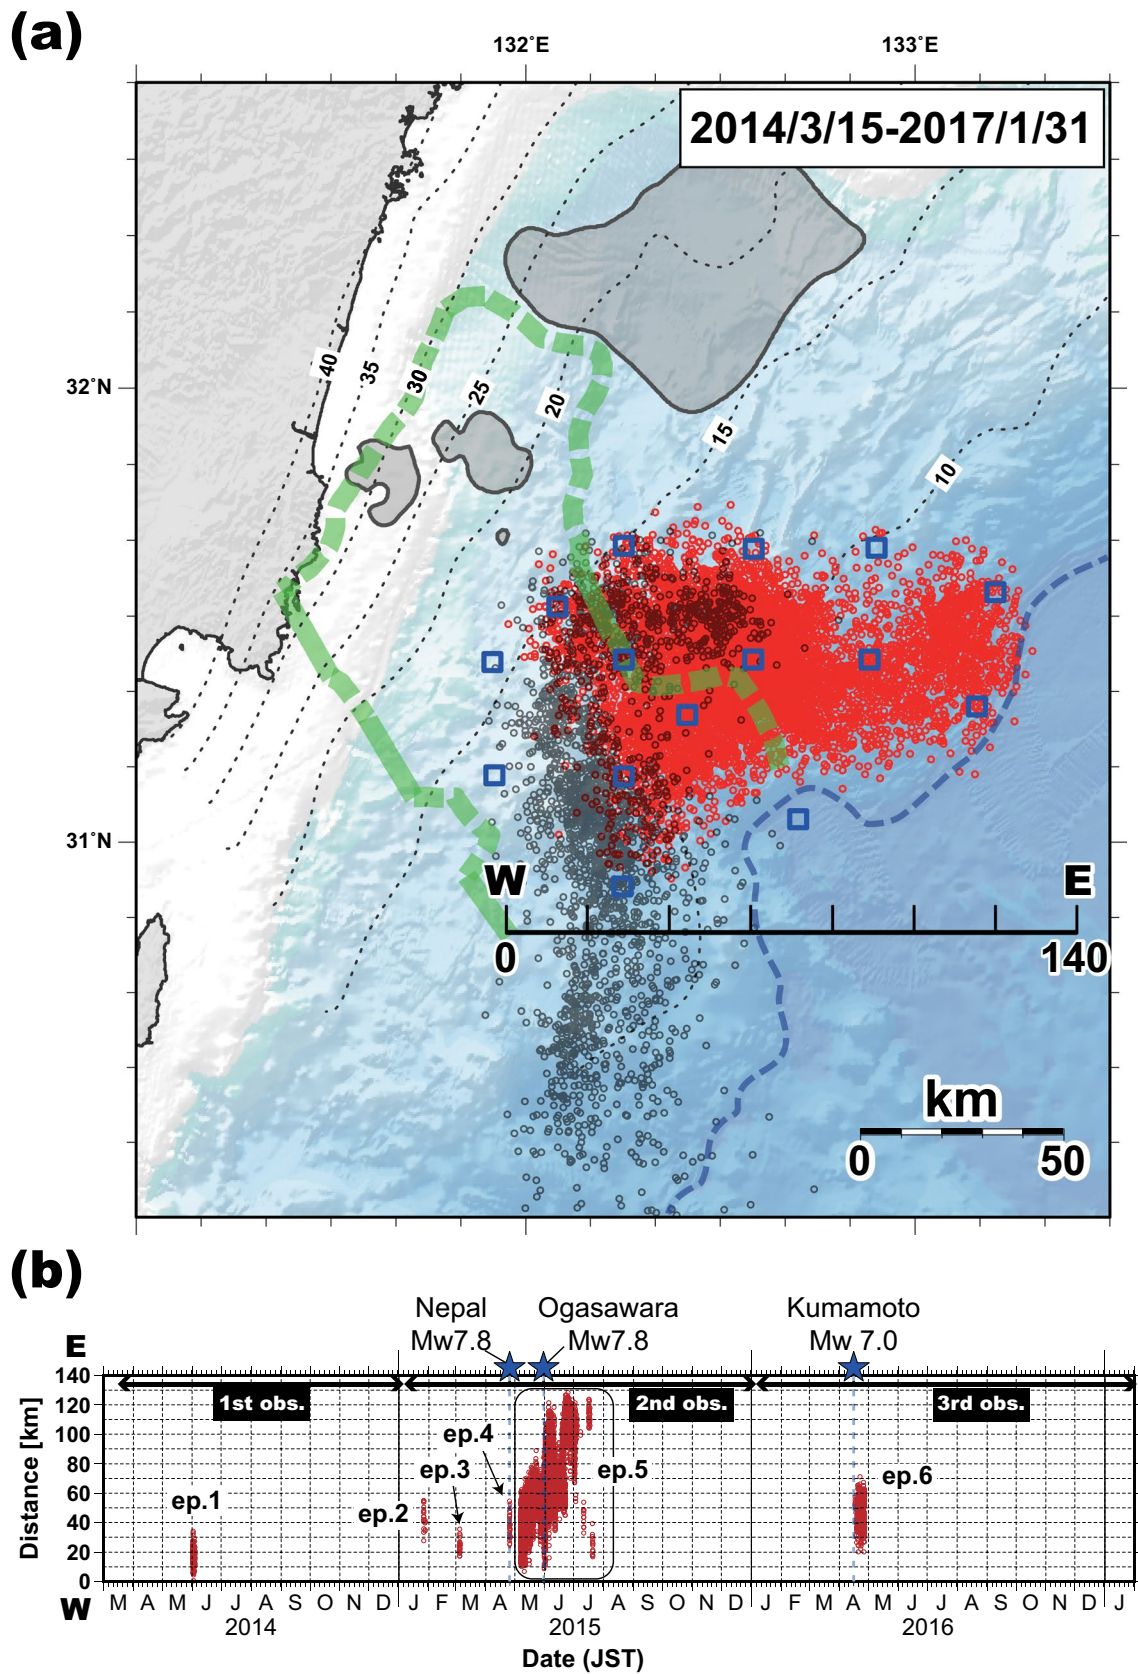 (a)
132°E 133°E
2014/3/15-2017/1/31
40 35 30 25 20 15 10
32°N
31°N
W E
0 140
km
0 50
(b)
Nepal Ogasawara Kumamoto
Mw7.8 Mw7.8 Mw 7.0
E
140
120
100
80
60
40
20
0
Distance [km]
1st obs. 2nd obs. 3rd obs.
ep.1 ep.2 ep.3 ep.4 ep.5 ep.6
W
M A M J J A S O N D J F M A M J J A S O N D J F M A M J J A S O N D J
2014 2015 2016
Date (JST)